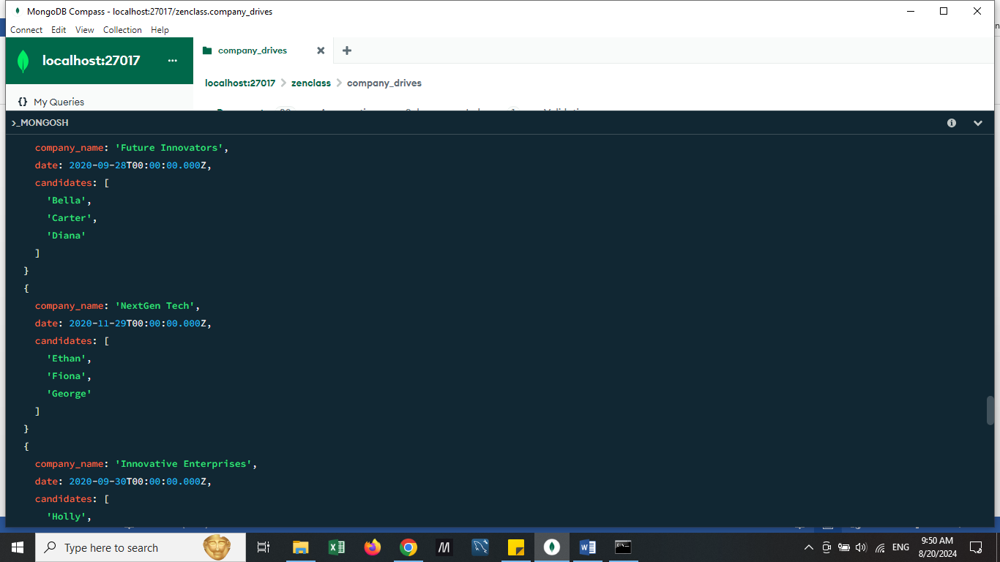 MongoDB Compass - localhost:27017/zenclass.company_drives
Connect Edit View Collection Help
localhost:27017 ...
company_drives
localhost:27017 > zenclass > company_drives
{} My Queries
>_MONGOSH
company_name: 'Future Innovators',
date: 2020-09-28T00:00:00.000Z,
candidates: [
'Bella',
'Carter',
'Diana'
]
}
{
company_name: 'NextGen Tech',
date: 2020-11-29T00:00:00.000Z,
candidates: [
'Ethan',
'Fiona',
'George'
]
}
{
company_name: 'Innovative Enterprises',
date: 2020-09-30T00:00:00.000Z,
candidates: [
'Holly',
Type here to search
ENG
9:50 AM
8/20/2024